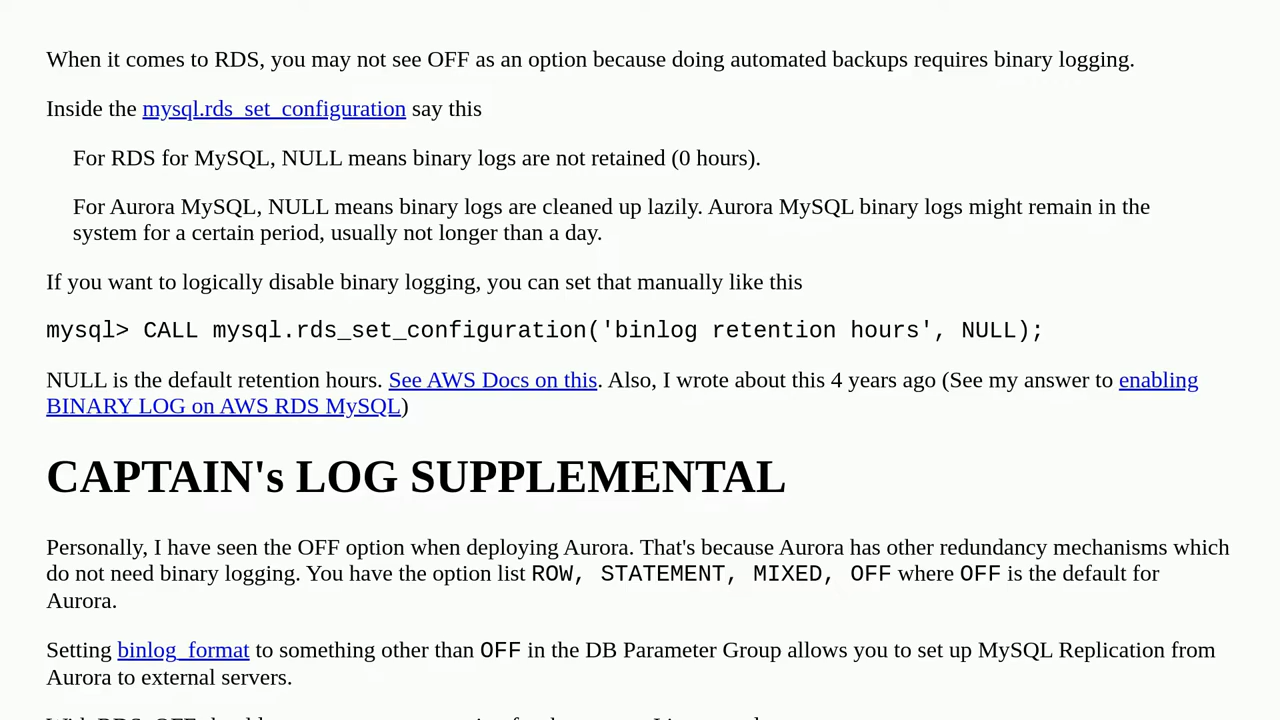 When it comes to RDS, you may not see OFF as an option because doing automated backups requires binary logging.
Inside the mysql.rds_set_configuration say this
For RDS for MySQL, NULL means binary logs are not retained (0 hours).
For Aurora MySQL, NULL means binary logs are cleaned up lazily. Aurora MySQL binary logs might remain in the
system for a certain period, usually not longer than a day.
If you want to logically disable binary logging, you can set that manually like this
mysql> CALL mysql.rds_set_configuration('binlog retention hours', NULL);
NULL is the default retention hours. See AWS Docs on this. Also, I wrote about this 4 years ago (See my answer to enabling
BINARY LOG on AWS RDS MySQL)
CAPTAIN's LOG SUPPLEMENTAL
Personally, I have seen the OFF option when deploying Aurora. That's because Aurora has other redundancy mechanisms which
do not need binary logging. You have the option list ROW, STATEMENT, MIXED, OFF where OFF is the default for
Aurora.
Setting binlog_format to something other than OFF in the DB Parameter Group allows you to set up MySQL Replication from
Aurora to external servers.